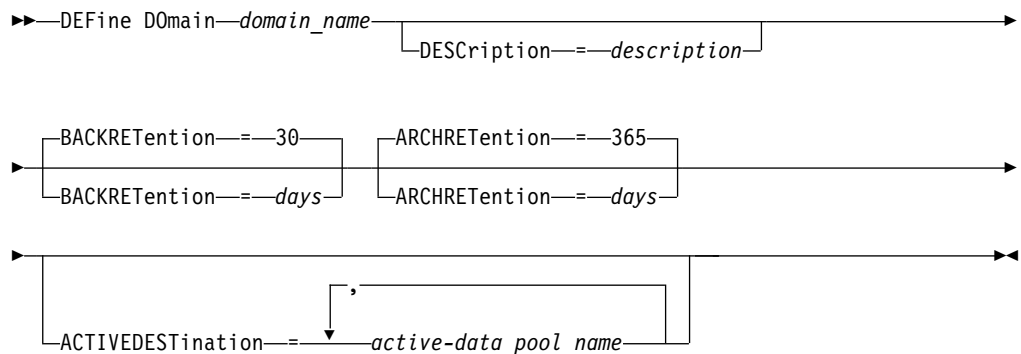 DEFine DOmain domain_name
DESCription = description
BACKRETention = 30 ARCHRETention = 365
BACKRETention = days ARCHRETention = days
,
ACTIVEDESTination = active-data pool name